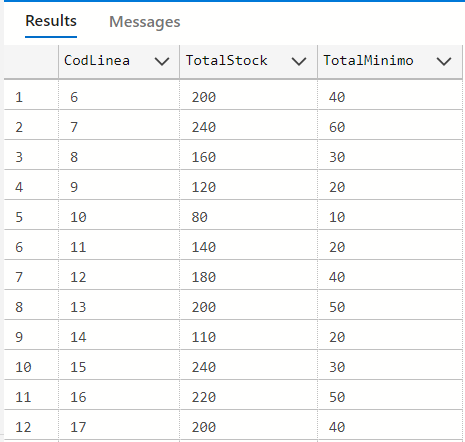 Results Messages
CodLinea TotalStock TotalMinimo
1 6 200 40
2 7 240 60
3 8 160 30
4 9 120 20
5 10 80 10
6 11 140 20
7 12 180 40
8 13 200 50
9 14 110 20
10 15 240 30
11 16 220 50
12 17 200 40